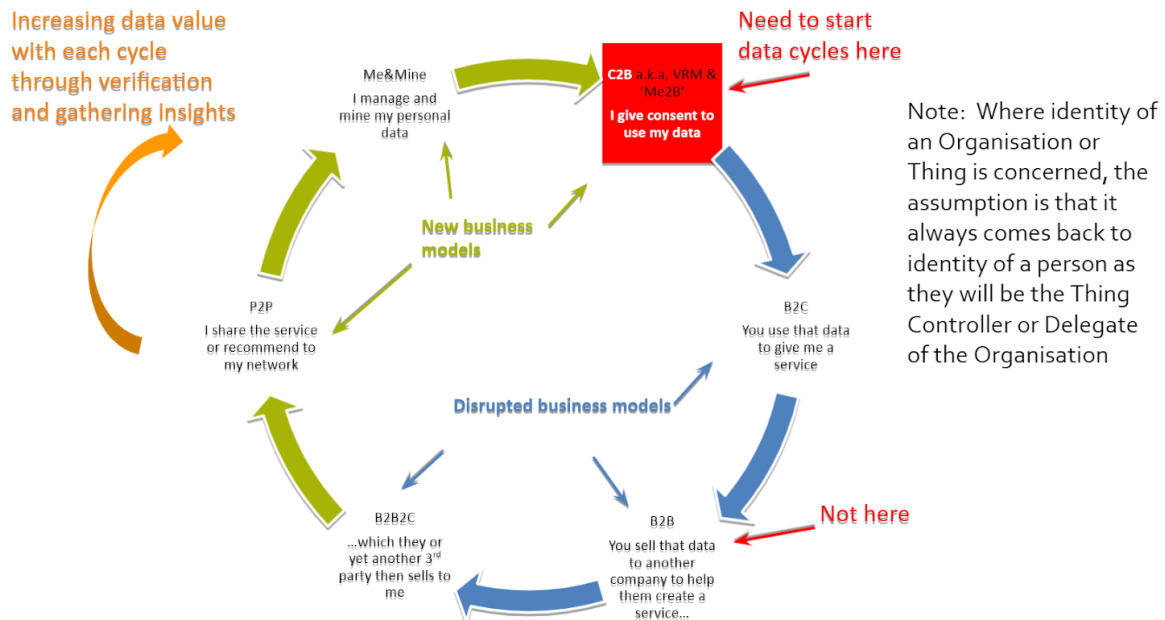 Increasing data value
with each cycle
through verification
and gathering insights
Need to start
data cycles here
Me&Mine
I manage and
mine my personal
data
C2B a.k.a. VRM &
‘Me2B’
I give consent to
use my data
Note: Where identity of
an Organisation or
Thing is concerned, the
assumption is that it
always comes back to
identity of a person as
they will be the Thing
Controller or Delegate
of the Organisation
New business
models
P2P
I share the service
or recommend to
my network
B2C
You use that data
to give me a
service
Disrupted business models
Not here
B2B2C
…which they or
yet another 3rd
party then sells to
me
B2B
You sell that data
to another
company to help
them create a
service…